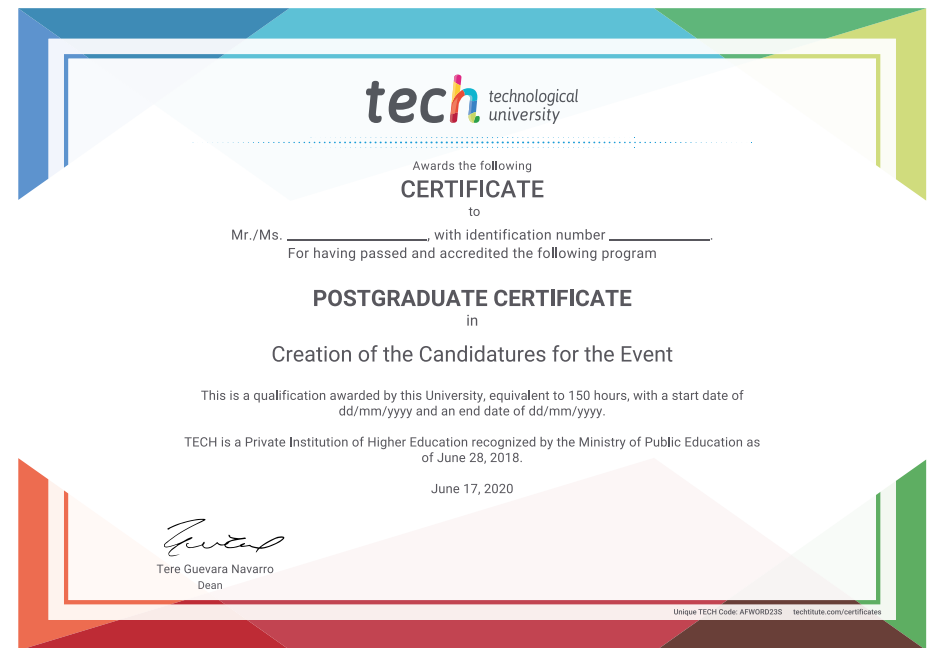 tech technological
university
Awards the following
CERTIFICATE
to
Mr./Ms. ____________________, with identification number ______________.
For having passed and accredited the following program
POSTGRADUATE CERTIFICATE
in
Creation of the Candidatures for the Event
This is a qualification awarded by this University, equivalent to 150 hours, with a start date of
dd/mm/yyyy and an end date of dd/mm/yyyy.
TECH is a Private Institution of Higher Education recognized by the Ministry of Public Education as
of June 28, 2018.
June 17, 2020
Tere Guevara Navarro
Dean
Unique TECH Code: AFWORD23S techtitute.com/certificates